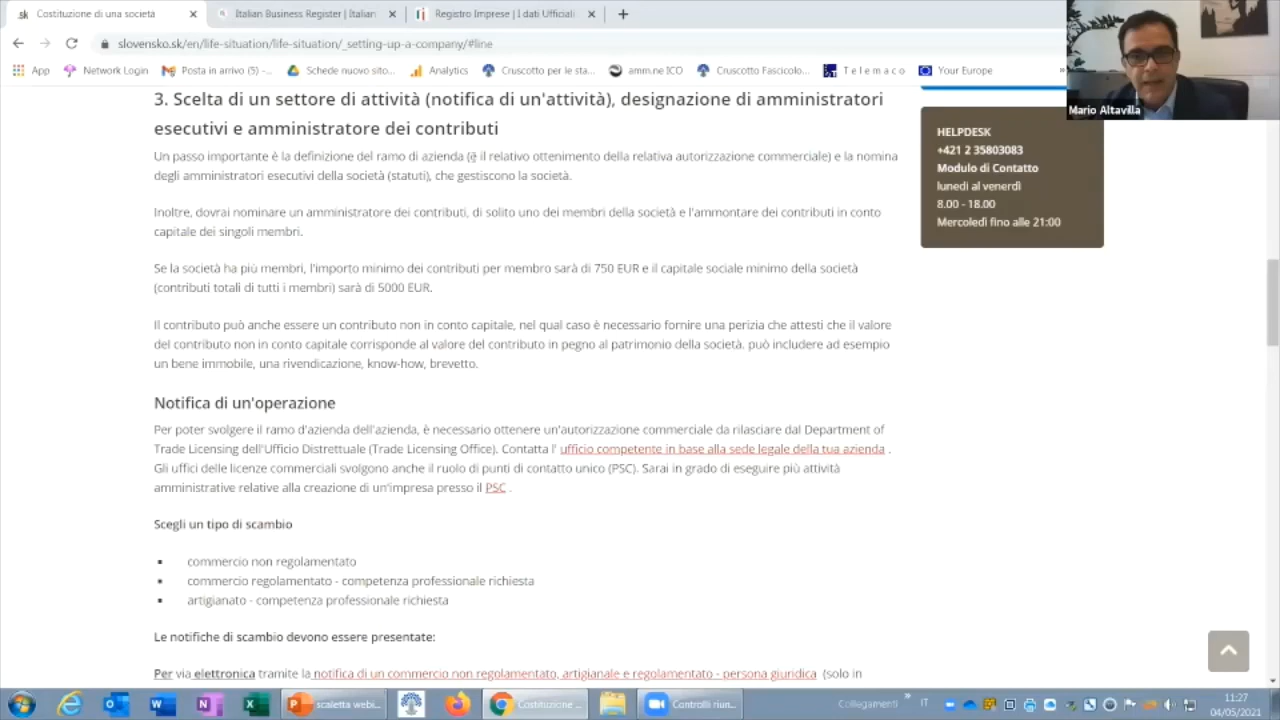 .sk Costituzione di una società
Italian Business Register | Italian
Registro Imprese | I dati Ufficiali
slovensko.sk/en/life-situation/life-situation/_setting-up-a-company/#line
App Network Login Posta in arrivo (5) -... Schede nuovo sito... Analytics Cruscotto per le sta... amm.ne ICO Cruscotto Fascicolo... T e l e m a c o Your Europe »
Mario Altavilla
3. Scelta di un settore di attività (notifica di un'attività), designazione di amministratori
esecutivi e amministratore dei contributi
Un passo importante è la definizione del ramo di azienda (è il relativo ottenimento della relativa autorizzazione commerciale) e la nomina
degli amministratori esecutivi della società (statuti), che gestiscono la società.
Inoltre, dovrai nominare un amministratore dei contributi, di solito uno dei membri della società e l'ammontare dei contributi in conto
capitale dei singoli membri.
Se la società ha più membri, l'importo minimo dei contributi per membro sarà di 750 EUR e il capitale sociale minimo della società
(contributi totali di tutti i membri) sarà di 5000 EUR.
Il contributo può anche essere un contributo non in conto capitale, nel qual caso è necessario fornire una perizia che attesti che il valore
del contributo non in conto capitale corrisponde al valore del contributo in pegno al patrimonio della società. può includere ad esempio
un bene immobile, una rivendicazione, know-how, brevetto.
Notifica di un'operazione
Per poter svolgere il ramo d'azienda dell'azienda, è necessario ottenere un'autorizzazione commerciale da rilasciare dal Department of
Trade Licensing dell'Ufficio Distrettuale (Trade Licensing Office). Contatta l' ufficio competente in base alla sede legale della tua azienda .
Gli uffici delle licenze commerciali svolgono anche il ruolo di punti di contatto unico (PSC). Sarai in grado di eseguire più attività
amministrative relative alla creazione di un'impresa presso il PSC .
Scegli un tipo di scambio
commercio non regolamentato
commercio regolamentato - competenza professionale richiesta
artigianato - competenza professionale richiesta
Le notifiche di scambio devono essere presentate:
Per via elettronica tramite la notifica di un commercio non regolamentato, artigianale e regolamentato - persona giuridica (solo in
HELPDESK
+421 2 35803083
Modulo di Contatto
lunedì al venerdì
8.00 - 18.00
Mercoledì fino alle 21:00
scaletta webi...
Costituzione ...
Controlli riun...
Collegamenti » IT
11:27
04/05/2021